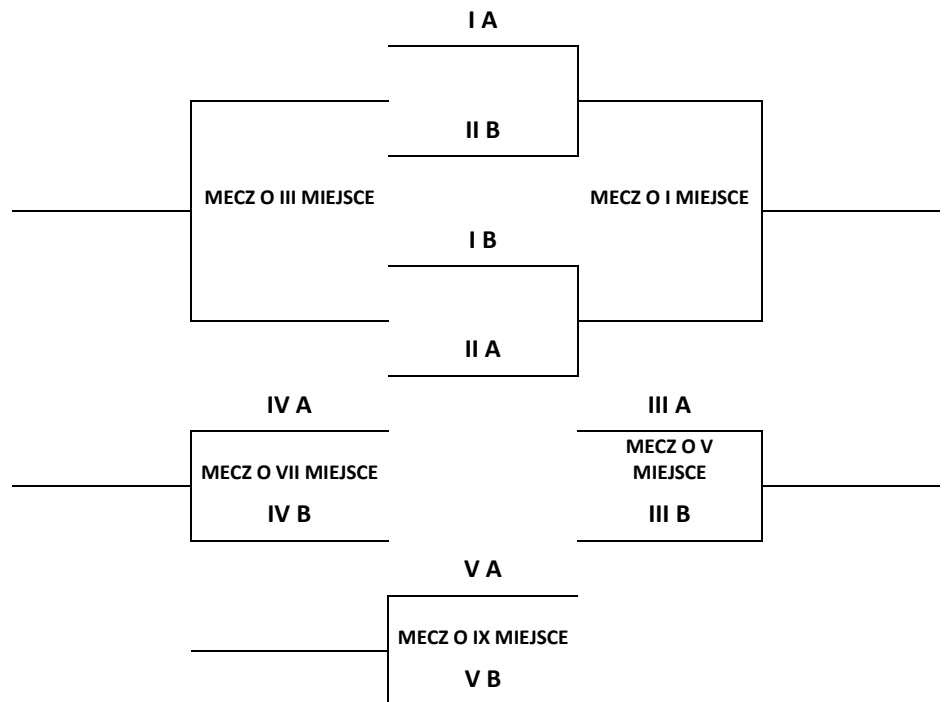 I A
II B
MECZ O III MIEJSCE
MECZ O I MIEJSCE
I B
II A
IV A
III A
MECZ O VII MIEJSCE
MECZ O V
MIEJSCE
IV B
III B
V A
MECZ O IX MIEJSCE
V B